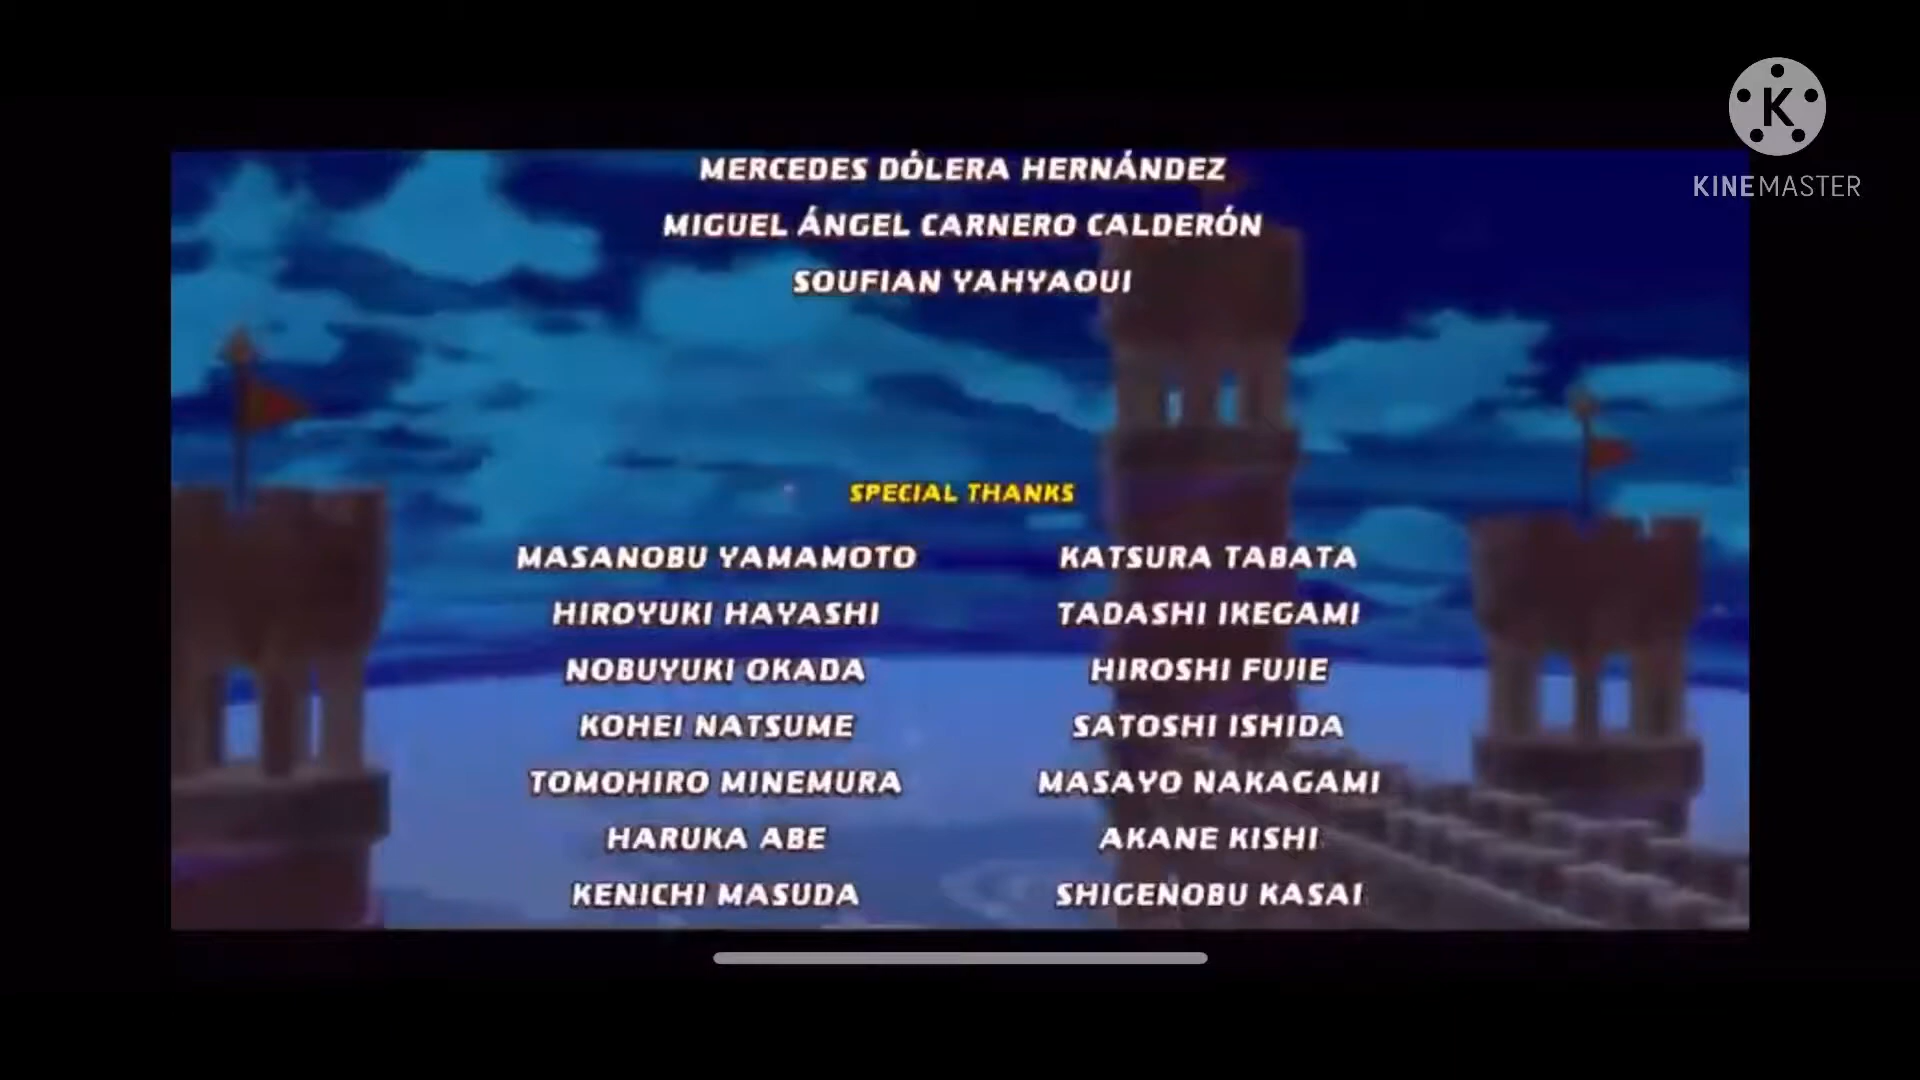 K
KINEMASTER
MERCEDES DÓLERA HERNÁNDEZ
MIGUEL ÁNGEL CARNERO CALDERÓN
SOUFIAN YAHYAOUI
SPECIAL THANKS
MASANOBU YAMAMOTO KATSURA TABATA
HIROYUKI HAYASHI TADASHI IKEGAMI
NOBUYUKI OKADA HIROSHI FUJIE
KOHEI NATSUME SATOSHI ISHIDA
TOMOHIRO MINEMURA MASAYO NAKAGAMI
HARUKA ABE AKANE KISHI
KENICHI MASUDA SHIGENOBU KASAI